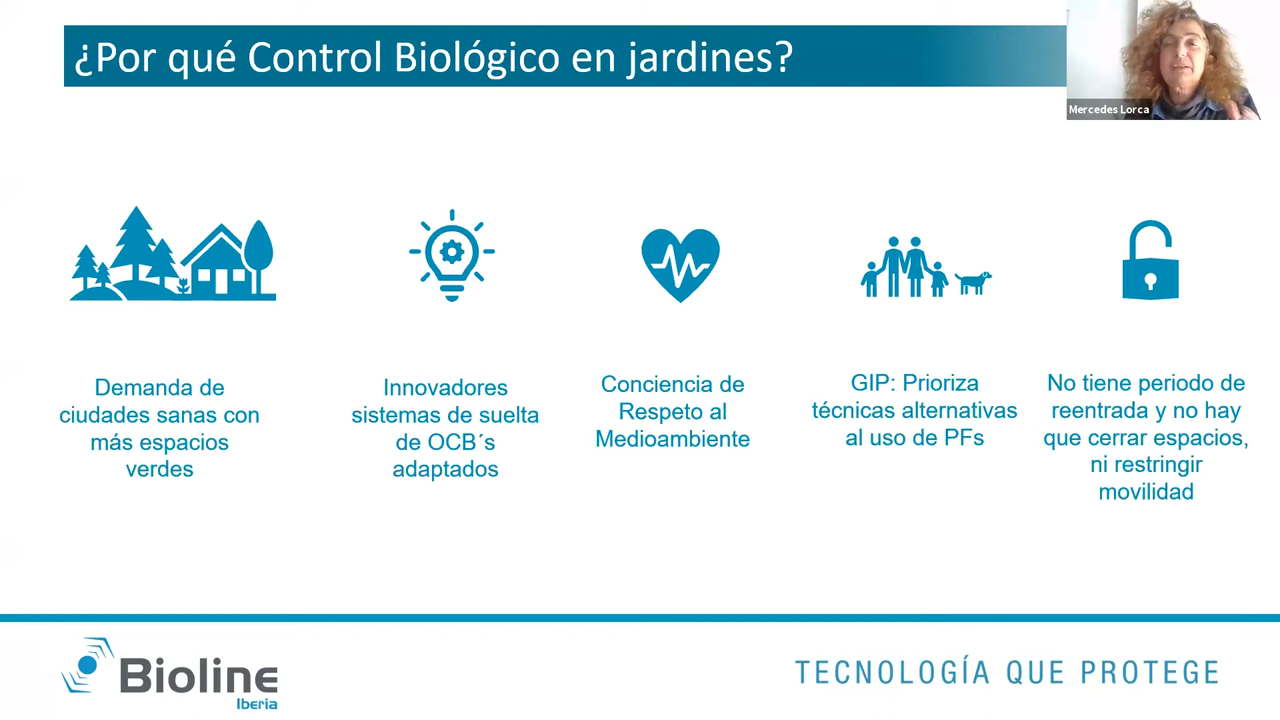 ¿Por qué Control Biológico en jardines?
Mercedes Lorca
Demanda de
ciudades sanas con
más espacios
verdes
Innovadores
sistemas de suelta
de OCB´s
adaptados
Conciencia de
Respeto al
Medioambiente
GIP: Prioriza
técnicas alternativas
al uso de PFs
No tiene periodo de
reentrada y no hay
que cerrar espacios,
ni restringir
movilidad
Bioline
Iberia
TECNOLOGÍA QUE PROTEGE